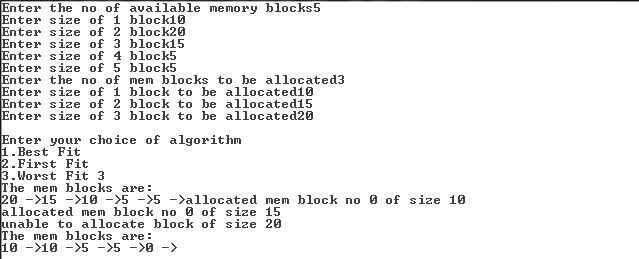 Enter the no of available memory blocks5
Enter size of 1 block10
Enter size of 2 block20
Enter size of 3 block15
Enter size of 4 block5
Enter size of 5 block5
Enter the no of mem blocks to be allocated3
Enter size of 1 block to be allocated10
Enter size of 2 block to be allocated15
Enter size of 3 block to be allocated20
Enter your choice of algorithm
1.Best Fit
2.First Fit
3.Worst Fit 3
The mem blocks are:
20 ->15 ->10 ->5 ->5 ->allocated mem block no 0 of size 10
allocated mem block no 0 of size 15
unable to allocate block of size 20
The mem blocks are:
10 ->10 ->5 ->5 ->0 ->